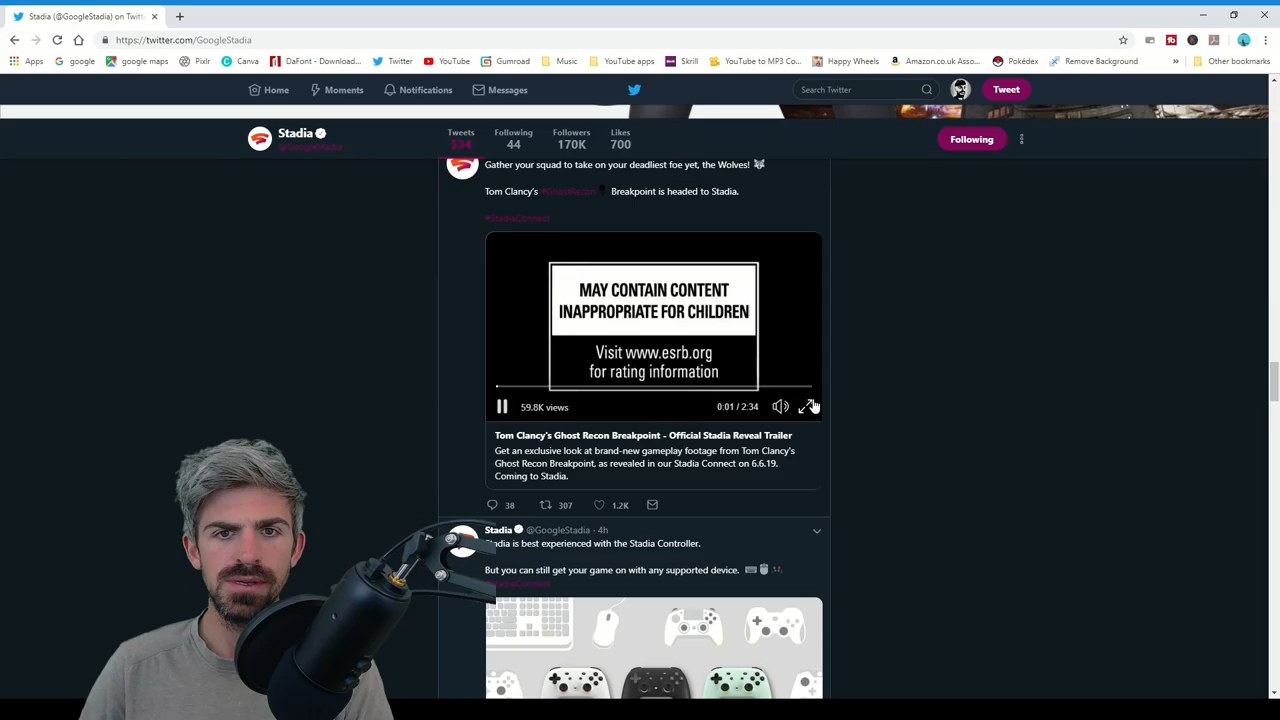 Stadia (@GoogleStadia) on Twitt
https://twitter.com/GoogleStadia
Apps google google maps Pixlr Canva DaFont - Download... Twitter YouTube Gumroad Music YouTube apps Skrill YouTube to MP3 Co... Happy Wheels Amazon.co.uk Asso... Pokédex Remove Background » Other bookmarks
Home Moments Notifications Messages Search Twitter Tweet
Stadia
@GoogleStadia
Tweets Following Followers Likes
534 44 170K 700
Following
Gather your squad to take on your deadliest foe yet, the Wolves!
Tom Clancy's #GhostRecon Breakpoint is headed to Stadia.
#StadiaConnect
MAY CONTAIN CONTENT
INAPPROPRIATE FOR CHILDREN
Visit www.esrb.org
for rating information
59.8K views 0:01 / 2:34
Tom Clancy's Ghost Recon Breakpoint - Official Stadia Reveal Trailer
Get an exclusive look at brand-new gameplay footage from Tom Clancy's
Ghost Recon Breakpoint, as revealed in our Stadia Connect on 6.6.19.
Coming to Stadia.
38 307 1.2K
Stadia @GoogleStadia · 4h
Stadia is best experienced with the Stadia Controller.
But you can still get your game on with any supported device.
#StadiaConnect